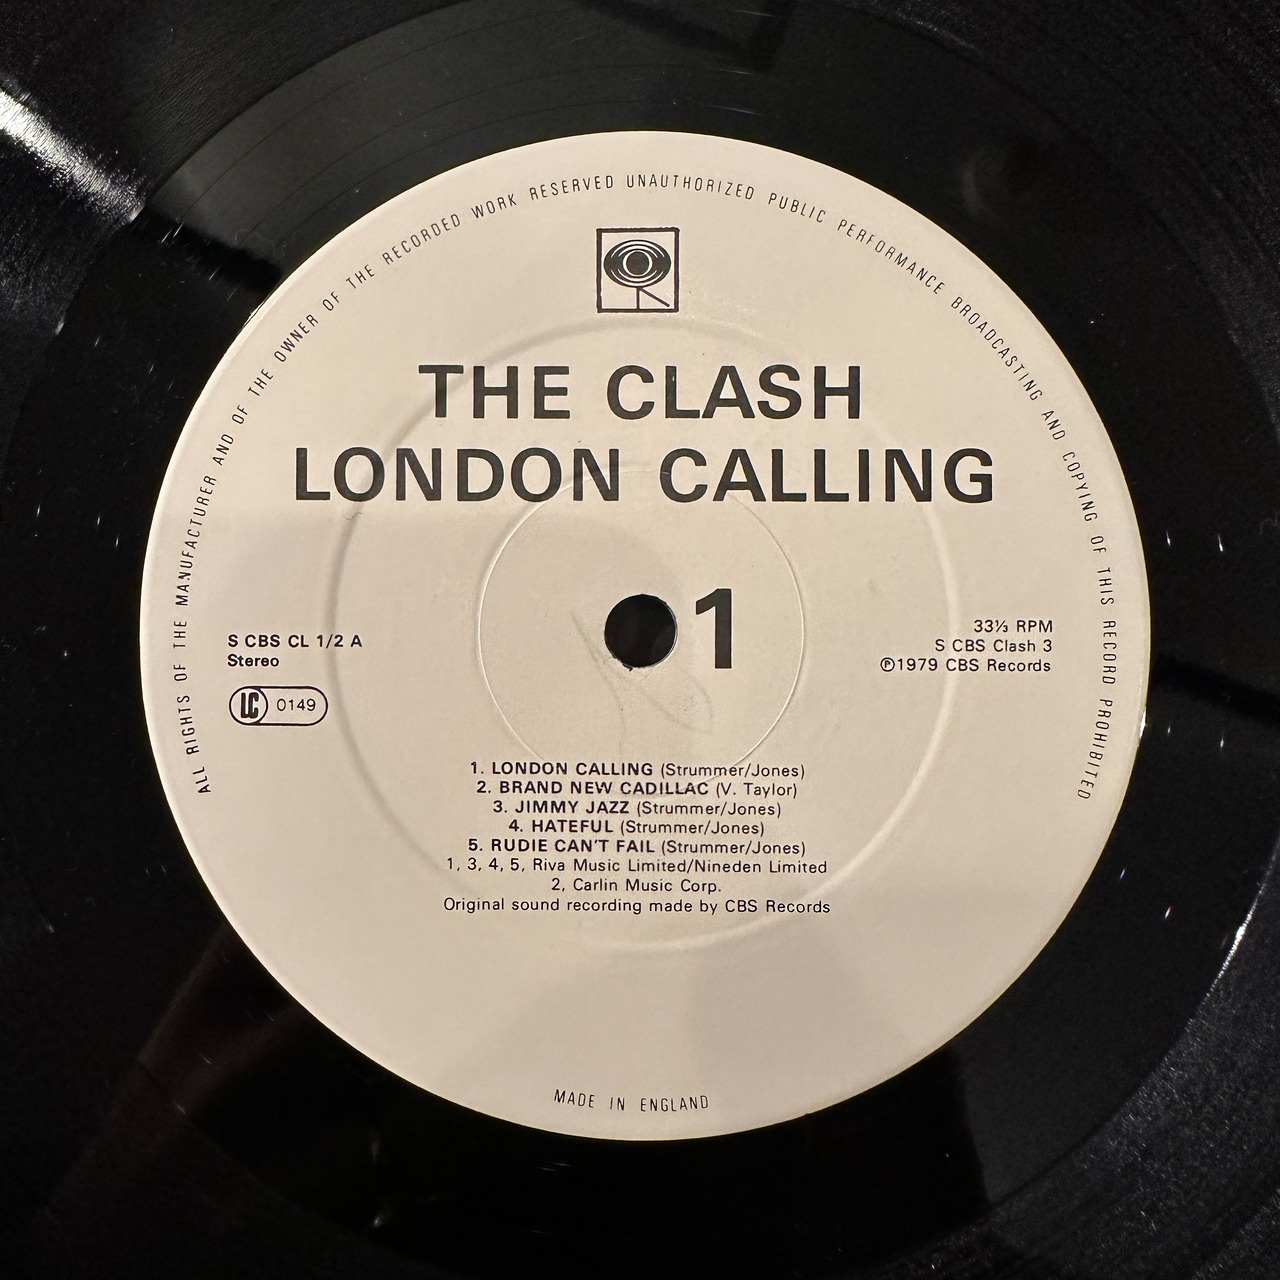 ALL RIGHTS OF THE MANUFACTURER AND OF THE OWNER OF THE RECORDED WORK RESERVED UNAUTHORIZED PUBLIC PERFORMANCE BROADCASTING AND COPYING OF THIS RECORD PROHIBITED
THE CLASH
LONDON CALLING
1
S CBS CL 1/2 A
Stereo
LC 0149
33⅓ RPM
S CBS Clash 3
℗1979 CBS Records
1. LONDON CALLING (Strummer/Jones)
2. BRAND NEW CADILLAC (V. Taylor)
3. JIMMY JAZZ (Strummer/Jones)
4. HATEFUL (Strummer/Jones)
5. RUDIE CAN'T FAIL (Strummer/Jones)
1, 3, 4, 5, Riva Music Limited/Nineden Limited
2, Carlin Music Corp.
Original sound recording made by CBS Records
MADE IN ENGLAND